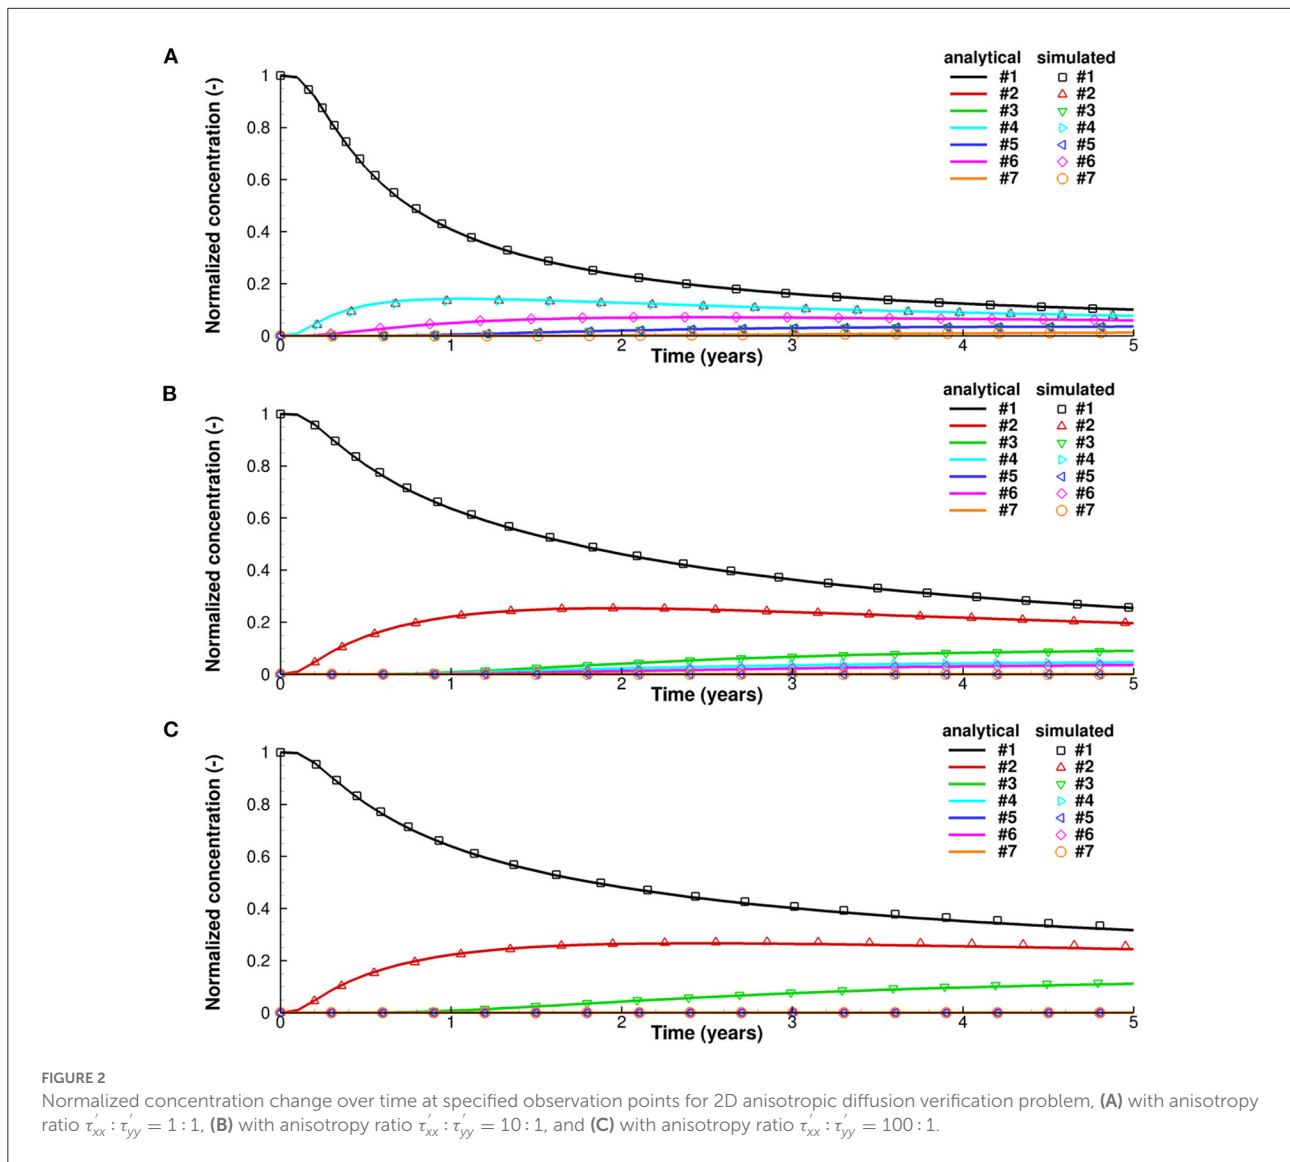 A
analytical simulated
#1 #1
#2 #2
#3 #3
#4 #4
#5 #5
#6 #6
#7 #7
Normalized concentration (-)
1
0.8
0.6
0.4
0.2
0
0 1 2 3 4 5
Time (years)
B
analytical simulated
#1 #1
#2 #2
#3 #3
#4 #4
#5 #5
#6 #6
#7 #7
Normalized concentration (-)
1
0.8
0.6
0.4
0.2
0
0 1 2 3 4 5
Time (years)
C
analytical simulated
#1 #1
#2 #2
#3 #3
#4 #4
#5 #5
#6 #6
#7 #7
Normalized concentration (-)
1
0.8
0.6
0.4
0.2
0
0 1 2 3 4 5
Time (years)
FIGURE 2
Normalized concentration change over time at specified observation points for 2D anisotropic diffusion verification problem, (A) with anisotropy
ratio τ′xx : τ′yy = 1 : 1, (B) with anisotropy ratio τ′xx : τ′yy = 10 : 1, and (C) with anisotropy ratio τ′xx : τ′yy = 100 : 1.